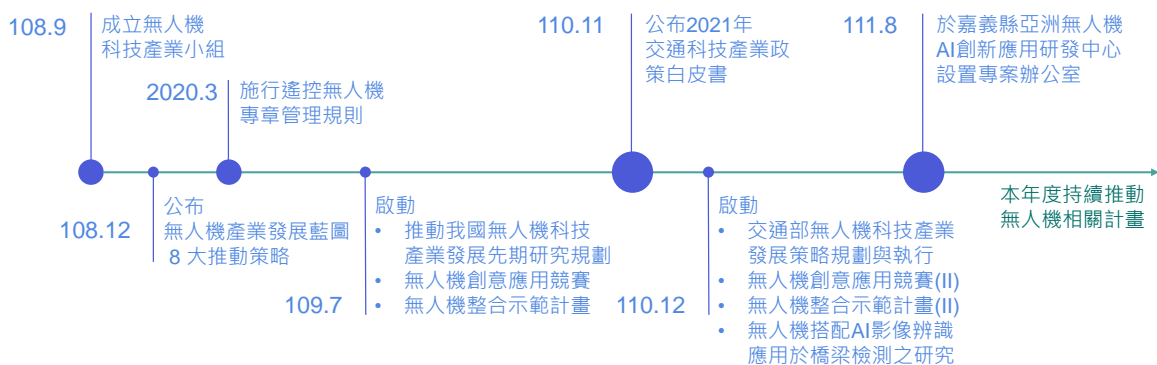 108.9
成立無人機
科技產業小組
2020.3
施行遙控無人機
專章管理規則
110.11
公布2021年
交通科技產業政
策白皮書
111.8
於嘉義縣亞洲無人機
AI創新應用研發中心
設置專案辦公室
108.12
公布
無人機產業發展藍圖
8 大推動策略
109.7
啟動
• 推動我國無人機科技
產業發展先期研究規劃
• 無人機創意應用競賽
• 無人機整合示範計畫
110.12
啟動
• 交通部無人機科技產業
發展策略規劃與執行
• 無人機創意應用競賽(II)
• 無人機整合示範計畫(II)
• 無人機搭配AI影像辨識
應用於橋梁檢測之研究
本年度持續推動
無人機相關計畫